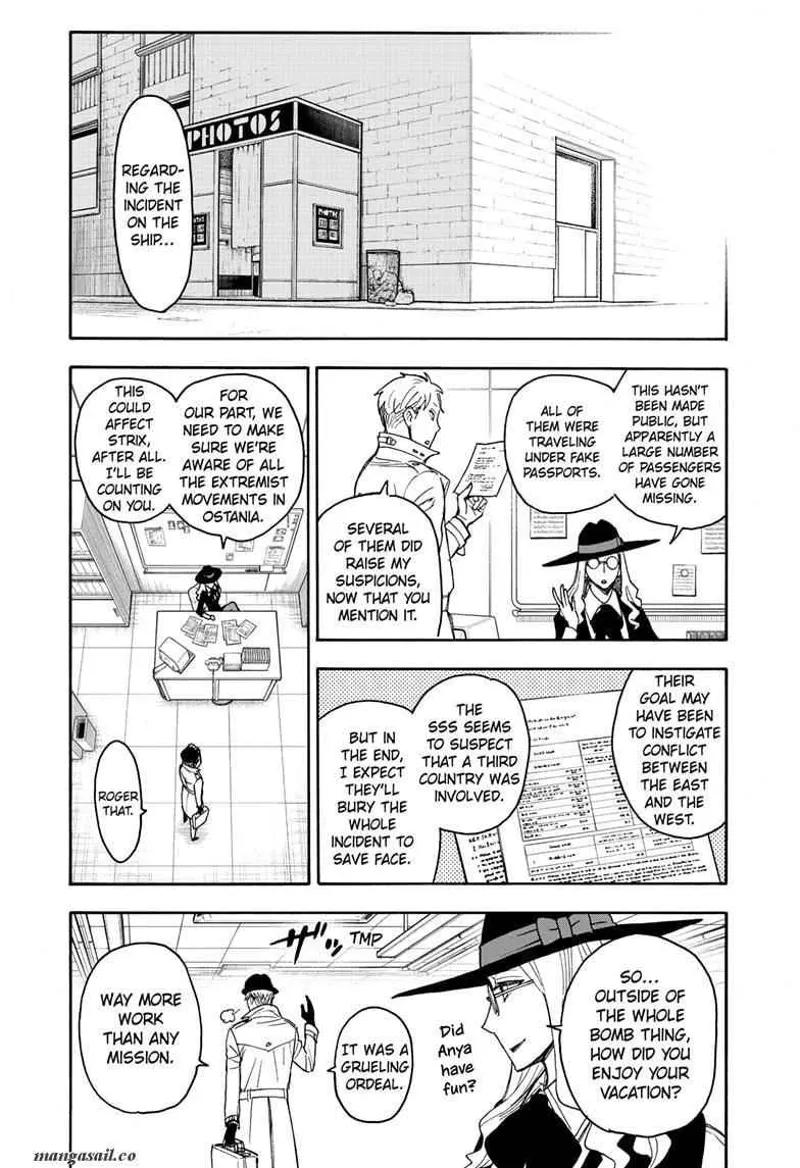 PHOTOS
REGARD-
ING THE
INCIDENT
ON THE
SHIP...
THIS HASN'T
BEEN MADE
PUBLIC, BUT
APPARENTLY A
LARGE NUMBER
OF PASSENGERS
HAVE GONE
MISSING.
ALL OF
THEM WERE
TRAVELING
UNDER FAKE
PASSPORTS.
SEVERAL
OF THEM DID
RAISE MY
SUSPICIONS,
NOW THAT YOU
MENTION IT.
THEIR
GOAL MAY
HAVE BEEN
TO INSTIGATE
CONFLICT
BETWEEN
THE EAST
AND THE
WEST.
THE
SSS SEEMS
TO SUSPECT
THAT A THIRD
COUNTRY WAS
INVOLVED.
BUT IN
THE END,
I EXPECT
THEY'LL
BURY THE
WHOLE
INCIDENT TO
SAVE FACE.
FOR
OUR PART, WE
NEED TO MAKE
SURE WE'RE
AWARE OF ALL
THE EXTREMIST
MOVEMENTS IN
OSTANIA.
THIS
COULD
AFFECT
STRIX,
AFTER ALL.
I'LL BE
COUNTING
ON YOU.
ROGER
THAT.
SO...
OUTSIDE OF
THE WHOLE
BOMB THING,
HOW DID YOU
ENJOY YOUR
VACATION?
Did
Anya
have
fun?
TMP
IT WAS A
GRUELING
ORDEAL.
WAY MORE
WORK
THAN ANY
MISSION.
mangasail.co